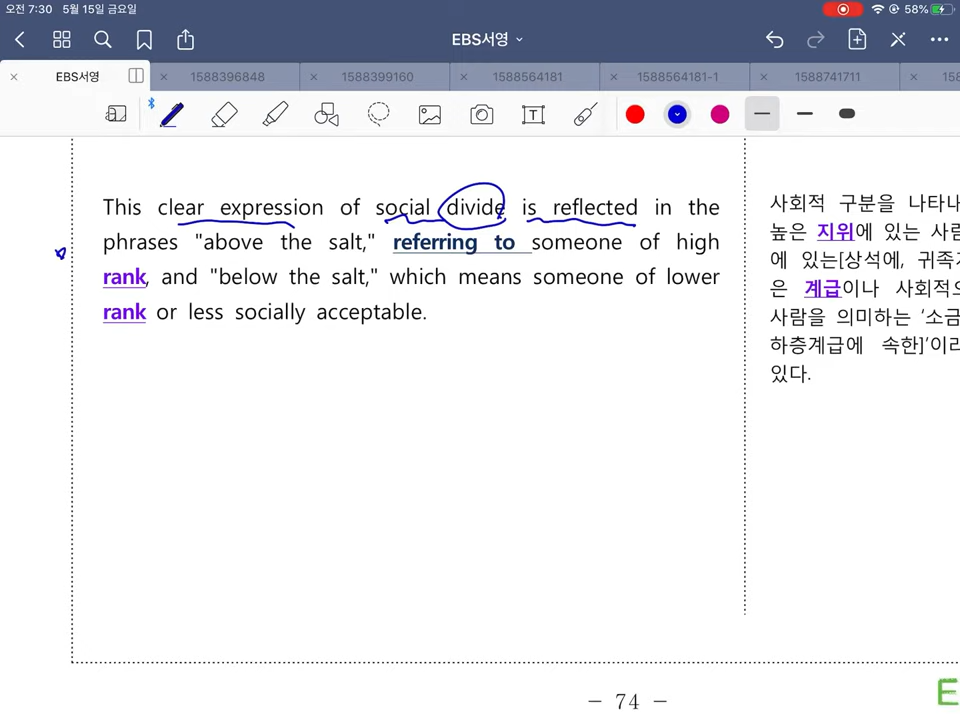 오전 7:30 5월 15일 금요일
58%
EBS서영
EBS서영
1588396848
1588399160
1588564181
1588564181-1
1588741711
158
This clear expression of social divide is reflected in the
phrases "above the salt," referring to someone of high
rank, and "below the salt," which means someone of lower
rank or less socially acceptable.
사회적 구분을 나타내
높은 지위에 있는 사람
에 있는[상석에, 귀족
은 계급이나 사회적으
사람을 의미하는 ‘소금
하층계급에 속한]’이라
있다.
- 74 -
E